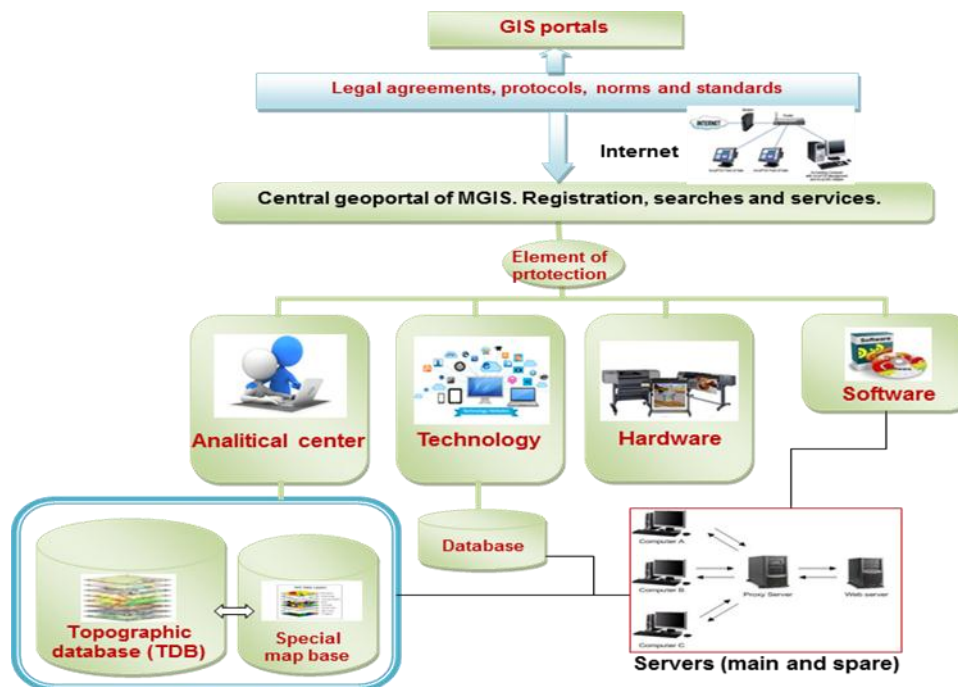 GIS portals
Legal agreements, protocols, norms and standards
INTERNET
Internet
Central geoportal of MGIS. Registration, searches and services.
Element of
prtotection
Software
Analitical center
Technology
Hardware
Software
Database
Topographic
database (TDB)
Special
map base
Computer A
Computer B
Computer C
Proxy Server
Web server
Servers (main and spare)